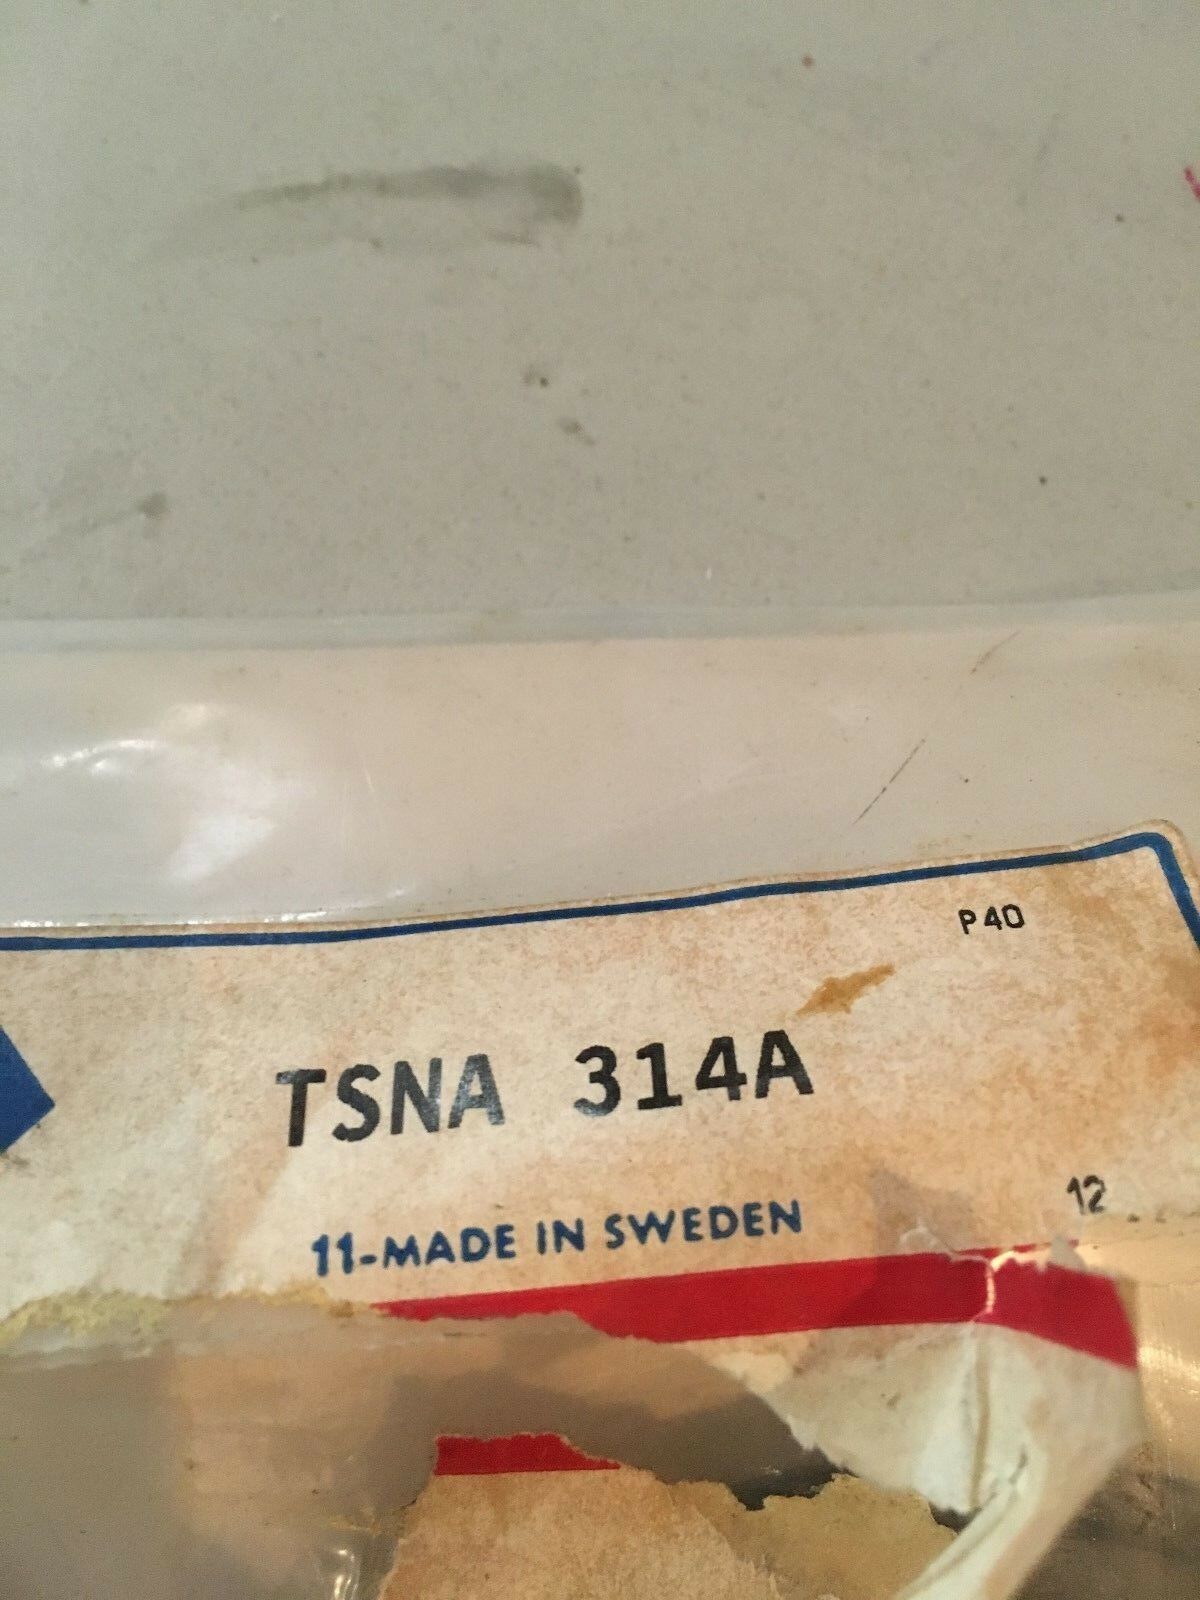 P40
TSNA 314A
11-MADE IN SWEDEN
12